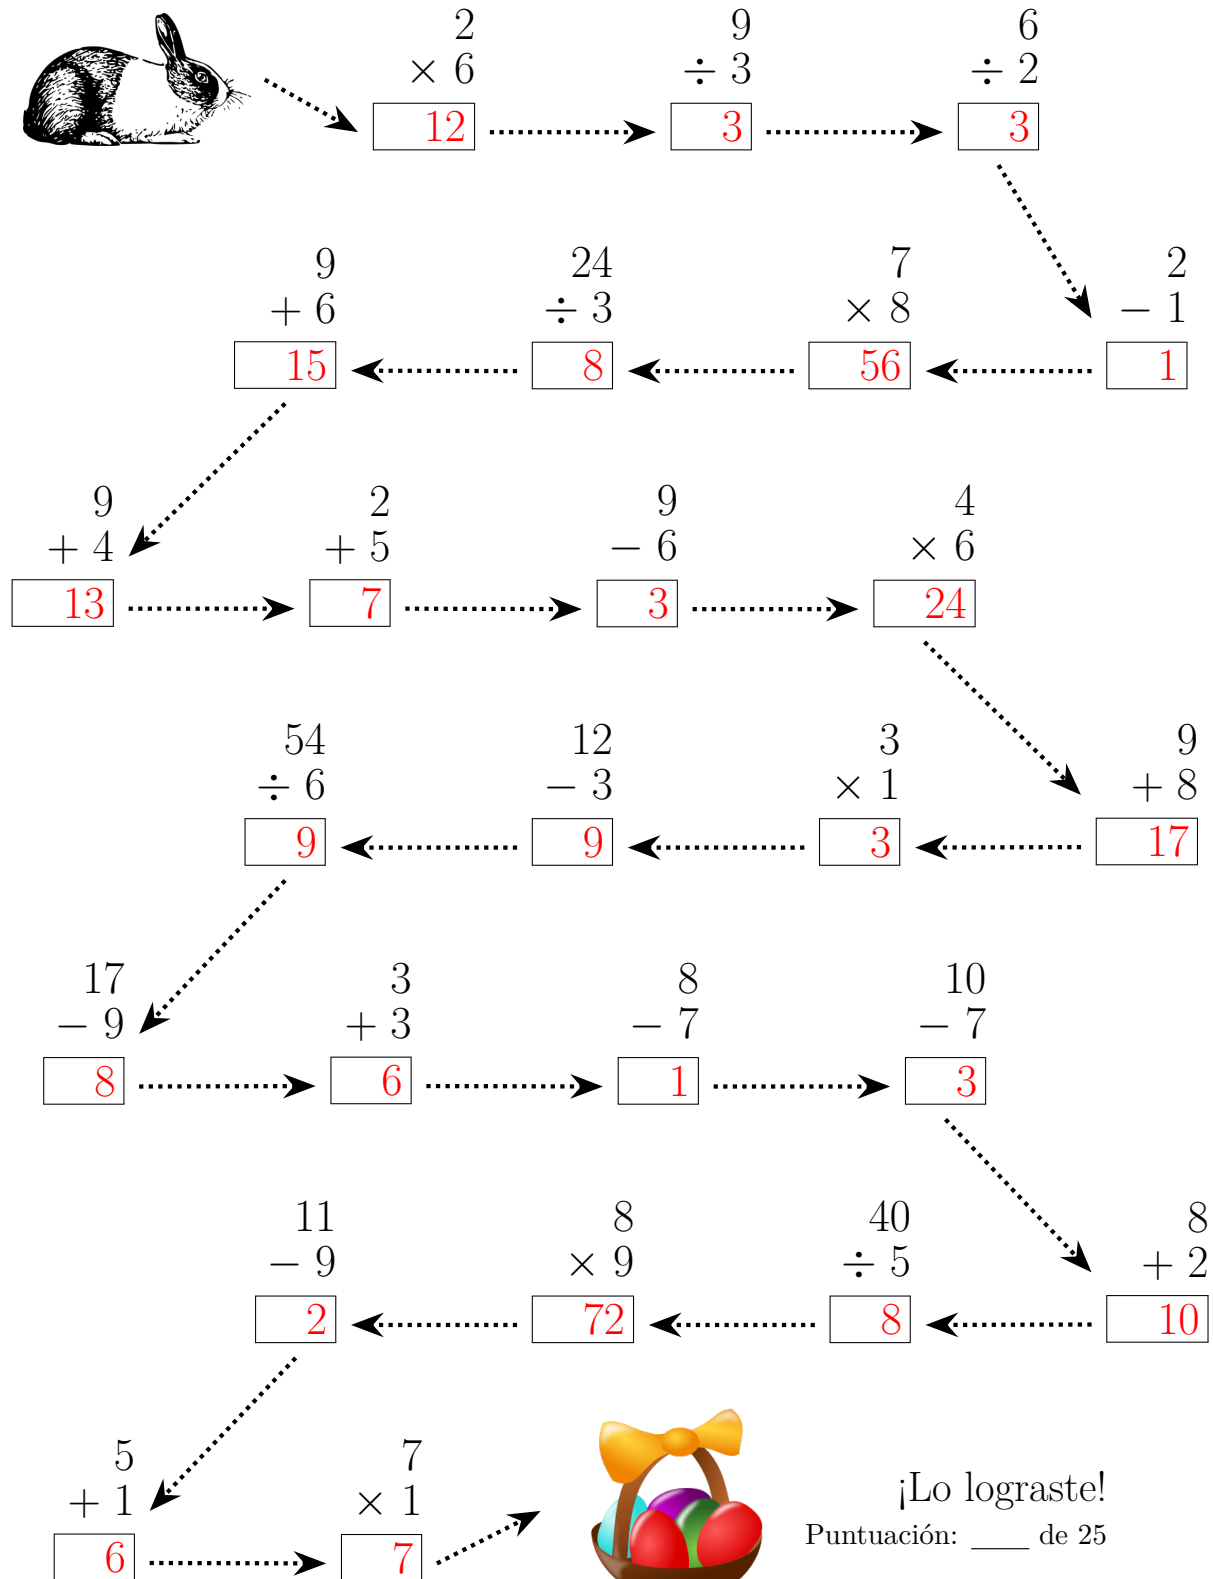 2 9 6
× 6 ÷ 3 ÷ 2
12 3 3
9 24 7 2
+ 6 ÷ 3 × 8 − 1
15 8 56 1
9 2 9 4
+ 4 + 5 − 6 × 6
13 7 3 24
54 12 3 9
÷ 6 − 3 × 1 + 8
9 9 3 17
17 3 8 10
− 9 + 3 − 7 − 7
8 6 1 3
11 8 40 8
− 9 × 9 ÷ 5 + 2
2 72 8 10
5 7
+ 1 × 1
6 7
¡Lo lograste!
Puntuación: ____ de 25